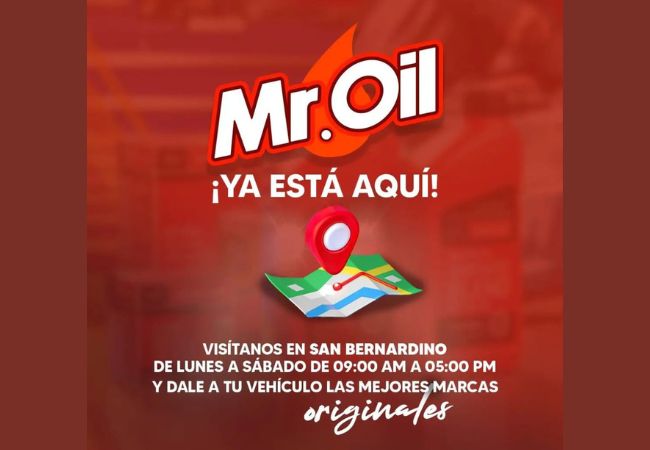 Mr.Oil
¡YA ESTÁ AQUÍ!
VISÍTANOS EN SAN BERNARDINO
DE LUNES A SÁBADO DE 09:00 AM A 05:00 PM
Y DALE A TU VEHÍCULO LAS MEJORES MARCAS
originales